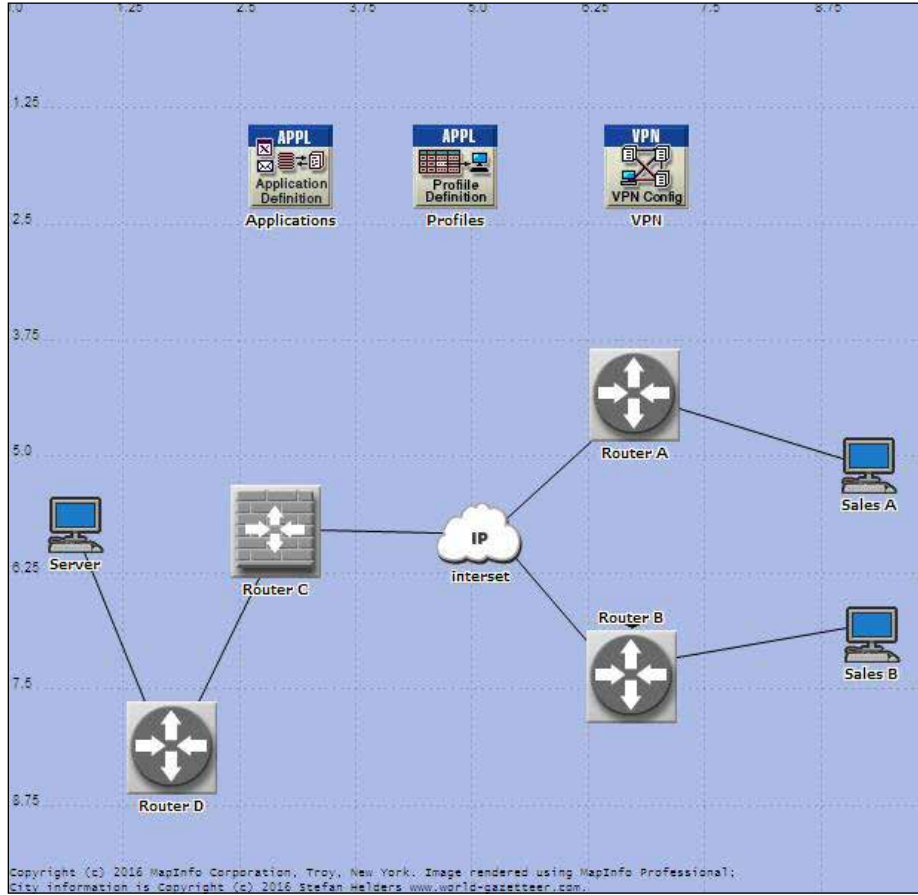 .0 1.25 2.5 3.75 5.0 6.25 7.5 8.75
1.25
APPL
Application
Definition
Applications
APPL
Profiile
Definition
Profiles
VPN
VPN Config
VPN
2.5
3.75
5.0
Router A
Sales A
Server
Router C
IP
interset
6.25
Router B
Sales B
7.5
Router D
8.75
Copyright (c) 2016 MapInfo Corporation, Troy, New York. Image rendered using MapInfo Professional;
City information is Copyright (c) 2016 Stefan Helders www.world-gazetteer.com.